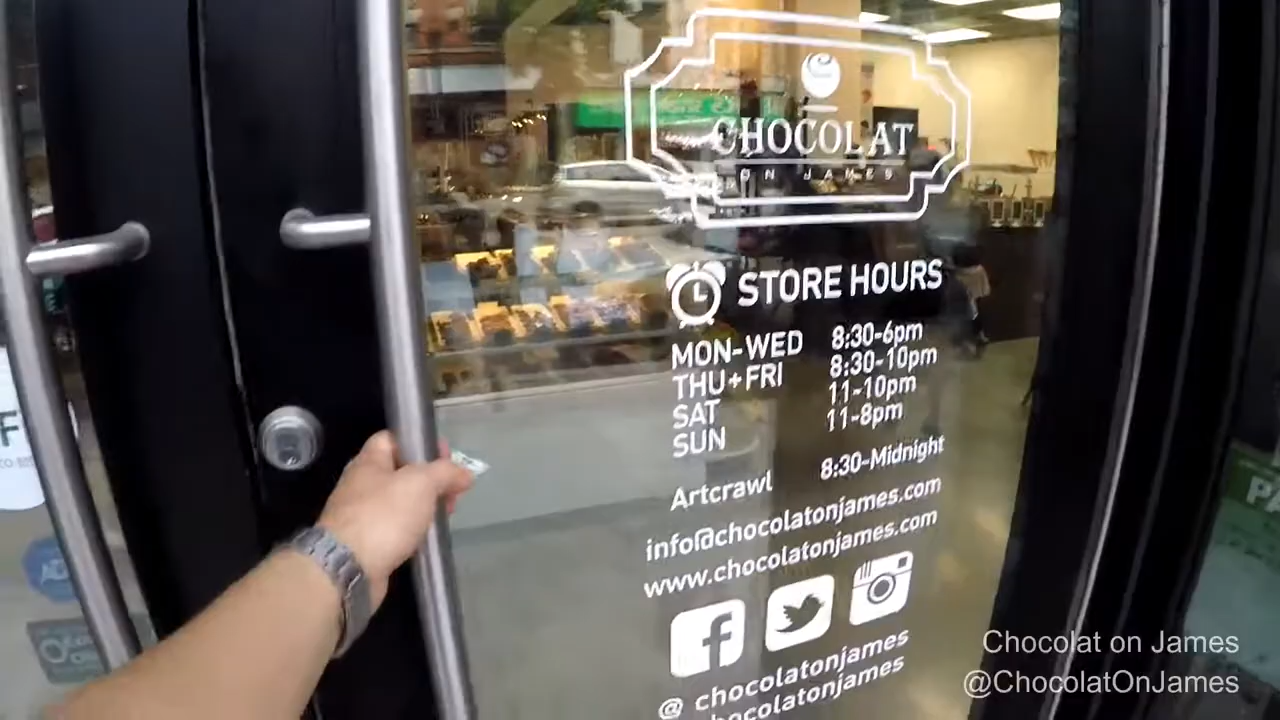 CHOCOLAT
ON JAMES
STORE HOURS
MON-WED 8:30-6pm
THU+FRI 8:30-10pm
SAT 11-10pm
SUN 11-8pm
Artcrawl 8:30-Midnight
info@chocolatonjames.com
www.chocolatonjames.com
@ chocolatonjames
chocolatonjames
Chocolat on James
@ChocolatOnJames